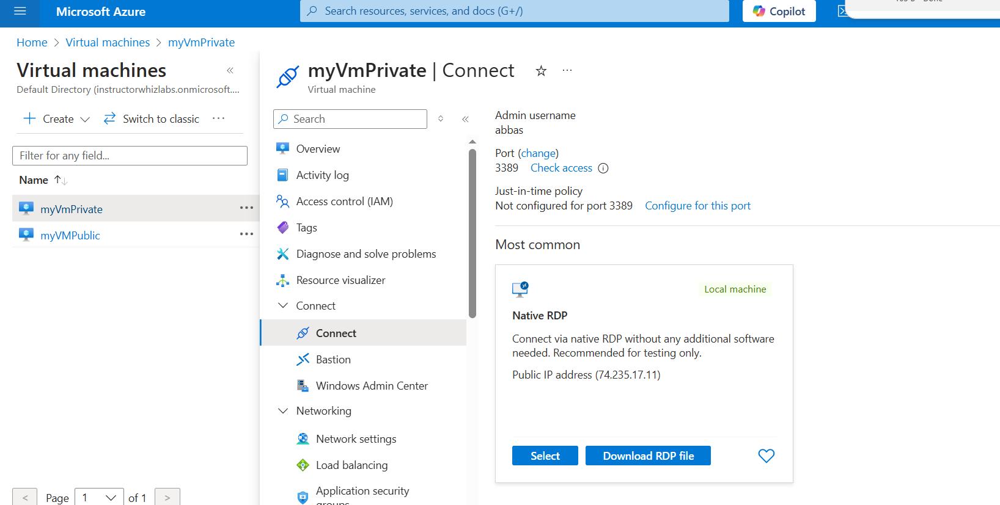 Microsoft Azure
Search resources, services, and docs (G+/)
Copilot
Home > Virtual machines > myVmPrivate
Virtual machines
Default Directory (instructorwhizlabs.onmicrosoft....
Create
Switch to classic
Filter for any field...
Name
myVmPrivate
myVMPublic
< Page 1 of 1 >
myVmPrivate | Connect
Virtual machine
Search
Overview
Activity log
Access control (IAM)
Tags
Diagnose and solve problems
Resource visualizer
Connect
Connect
Bastion
Windows Admin Center
Networking
Network settings
Load balancing
Application security
groups
Admin username
abbas
Port (change)
3389 Check access
Just-in-time policy
Not configured for port 3389 Configure for this port
Most common
Local machine
Native RDP
Connect via native RDP without any additional software
needed. Recommended for testing only.
Public IP address (74.235.17.11)
Select
Download RDP file